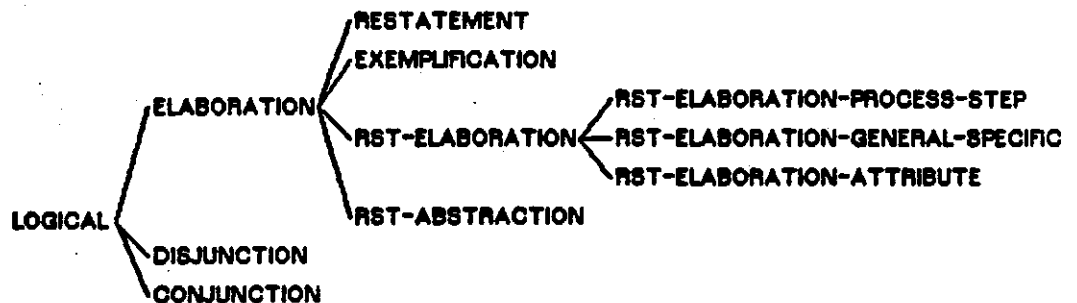 RESTATEMENT
EXEMPLIFICATION
RST-ELABORATION-PROCESS-STEP
ELABORATION
RST-ELABORATION
RST-ELABORATION-GENERAL-SPECIFIC
RST-ELABORATION-ATTRIBUTE
LOGICAL
RST-ABSTRACTION
DISJUNCTION
CONJUNCTION